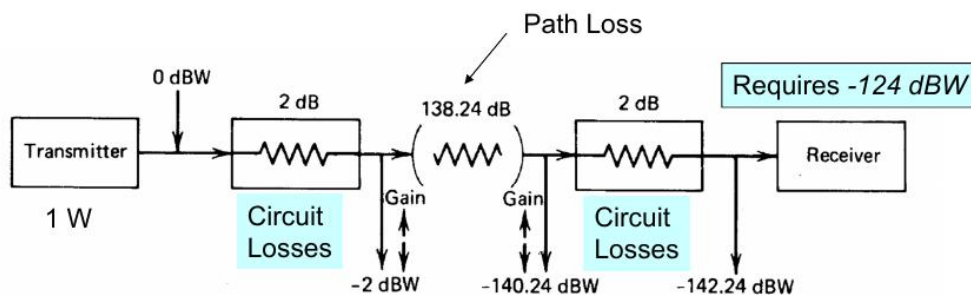 Path Loss
0 dBW
Requires -124 dBW
2 dB
138.24 dB
2 dB
Transmitter
Receiver
1 W
Circuit
Losses
Gain
Gain
Circuit
Losses
-2 dBW
-140.24 dBW
-142.24 dBW